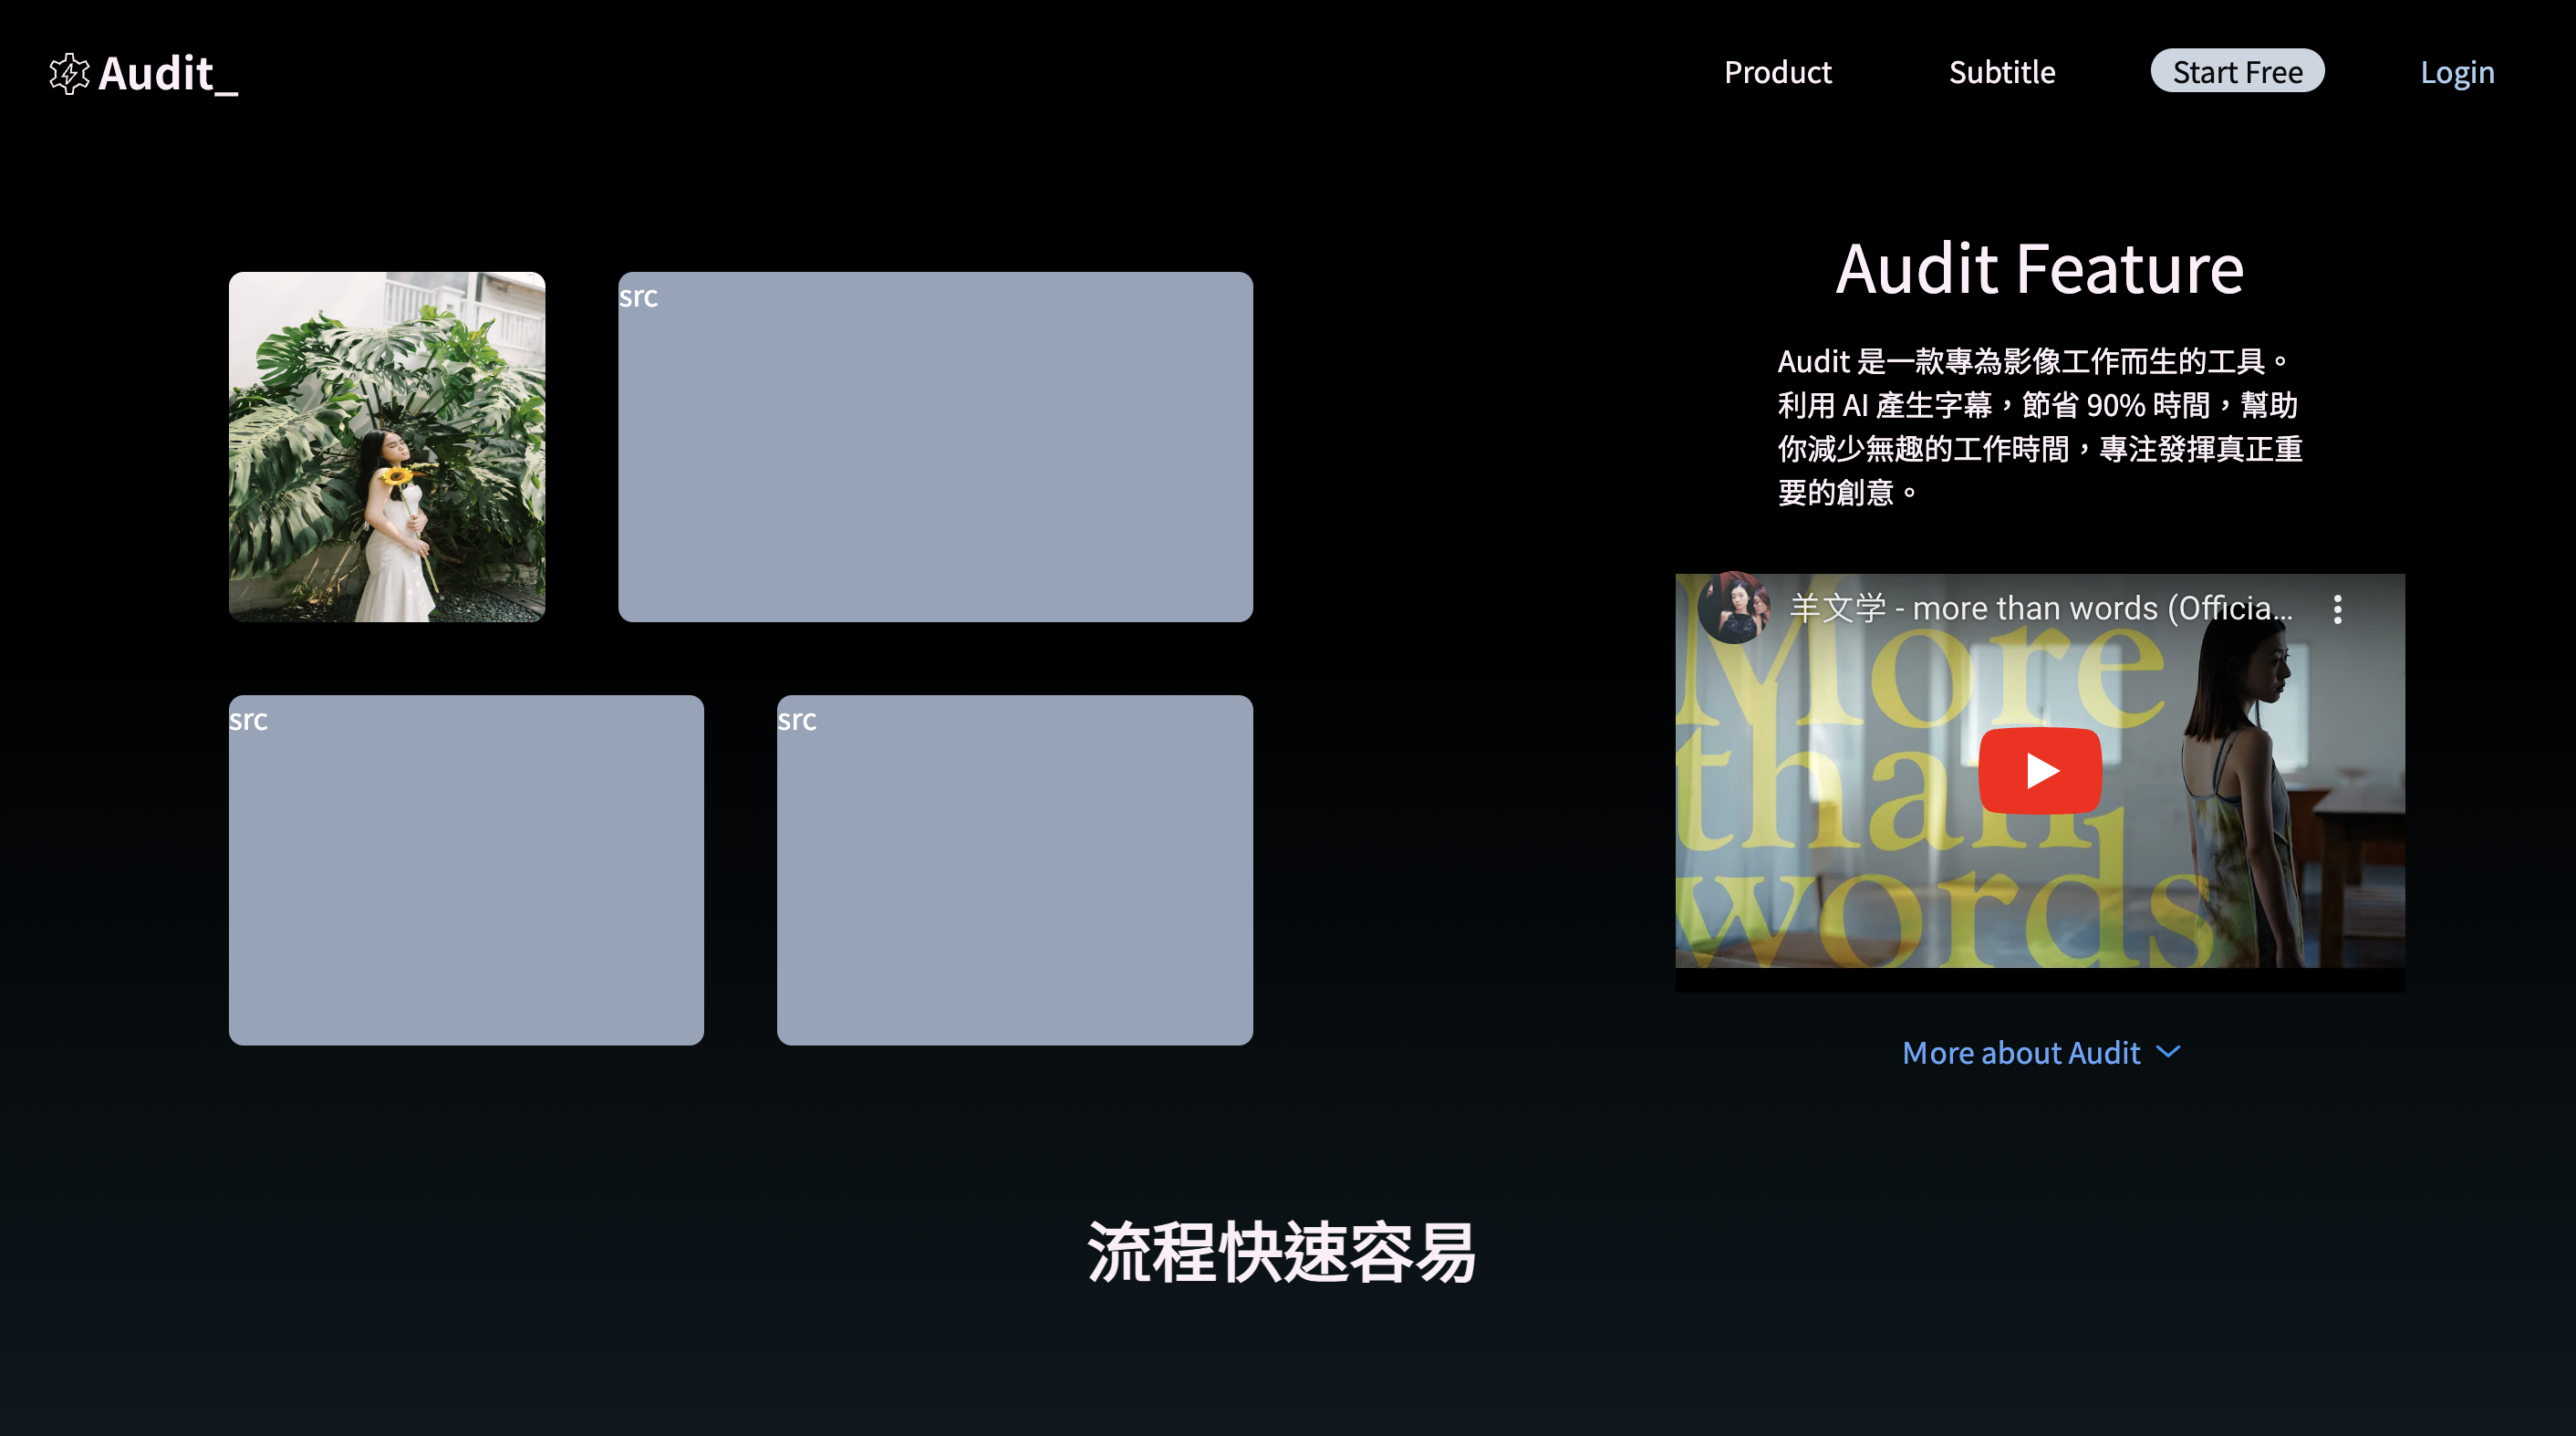 Audit_
Product
Subtitle
Start Free
Login
src
src
src
Audit Feature
Audit 是一款專為影像工作而生的工具。
利用 AI 產生字幕，節省 90% 時間，幫助
你減少無趣的工作時間，專注發揮真正重
要的創意。
羊文学 - more than words (Officia...
More
than
words
More about Audit
流程快速容易